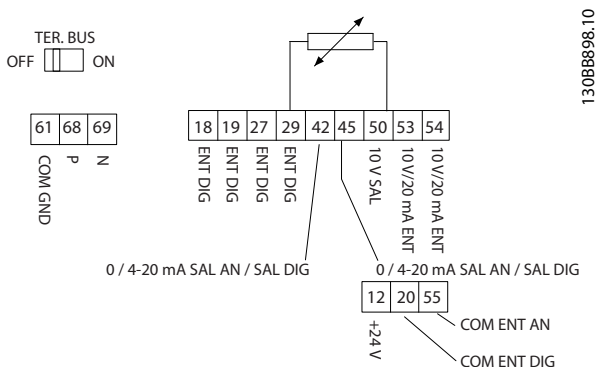 130BB898.10
TER. BUS
OFF ON
61 68 69
COM GND
P
N
18 19 27 29 42 45 50 53 54
ENT DIG
ENT DIG
ENT DIG
ENT DIG
10 V SAL
10 V/20 mA ENT
10 V/20 mA ENT
0 / 4-20 mA SAL AN / SAL DIG
0 / 4-20 mA SAL AN / SAL DIG
12 20 55
+24 V
COM ENT AN
COM ENT DIG